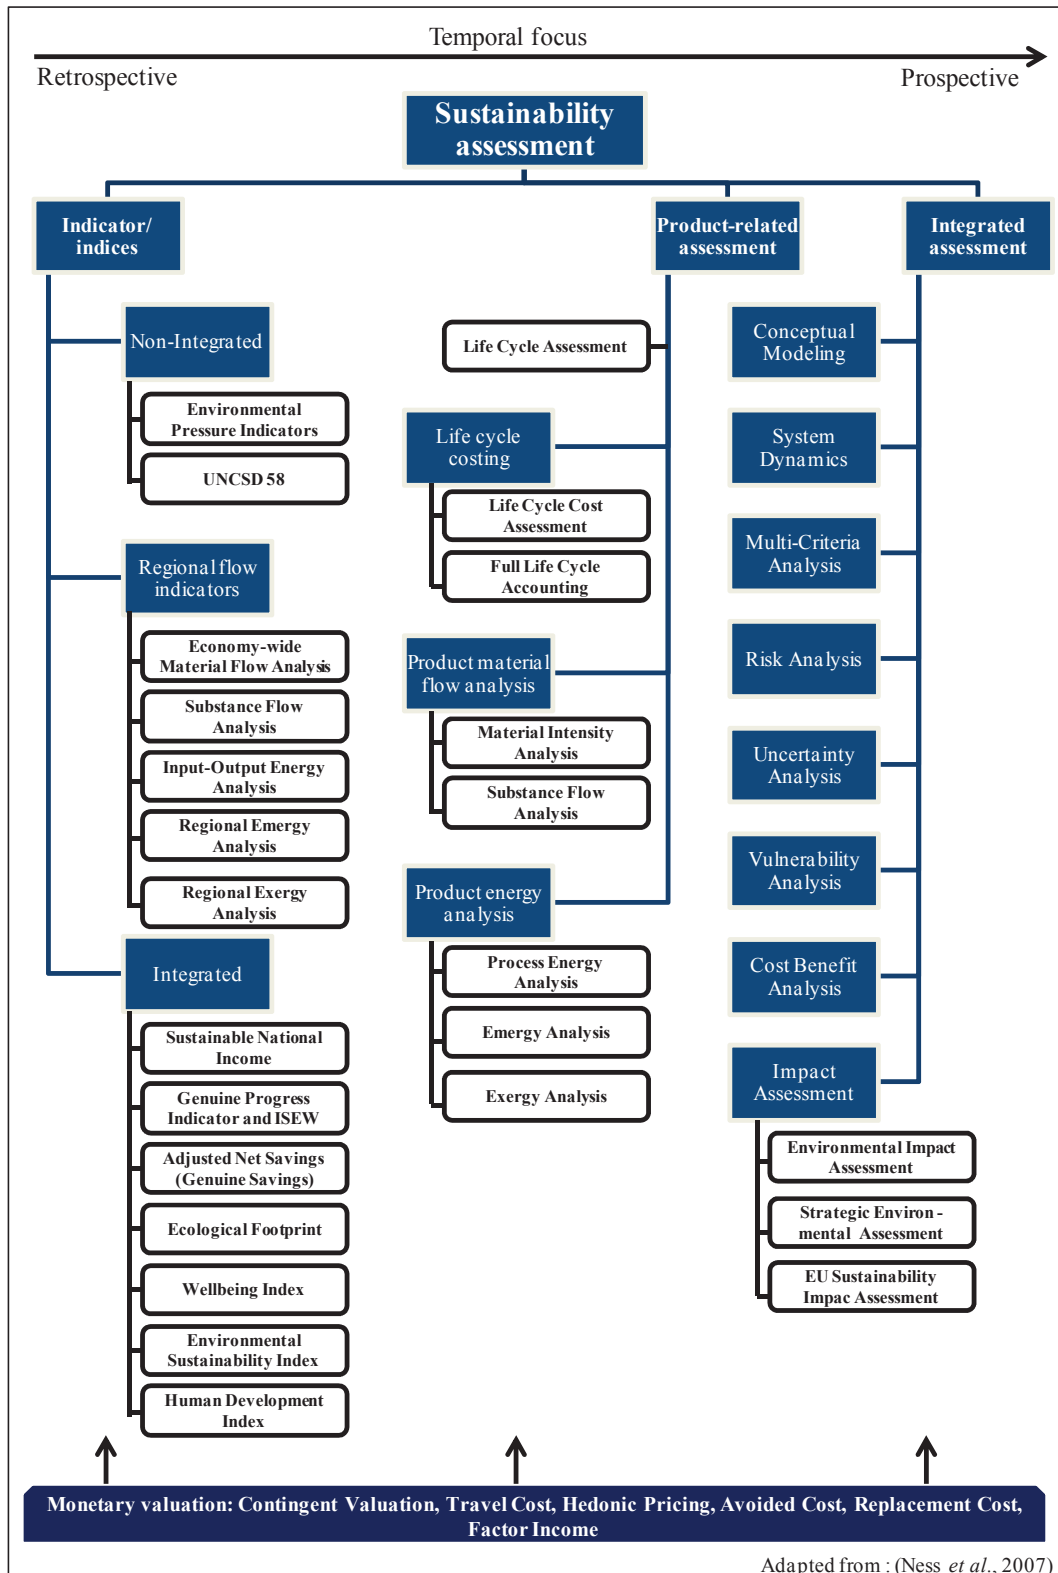 Temporal focus
Retrospective
Prospective
Sustainability
assessment
Indicator/
indices
Non-Integrated
Environmental
Pressure Indicators
UNCSD 58
Regional flow
indicators
Economy-wide
Material Flow Analysis
Substance Flow
Analysis
Input-Output Energy
Analysis
Regional Emergy
Analysis
Regional Exergy
Analysis
Integrated
Sustainable National
Income
Genuine Progress
Indicator and ISEW
Adjusted Net Savings
(Genuine Savings)
Ecological Footprint
Wellbeing Index
Environmental
Sustainability Index
Human Development
Index
Product-related
assessment
Life Cycle Assessment
Life cycle
costing
Life Cycle Cost
Assessment
Full Life Cycle
Accounting
Product material
flow analysis
Material Intensity
Analysis
Substance Flow
Analysis
Product energy
analysis
Process Energy
Analysis
Emergy Analysis
Exergy Analysis
Integrated
assessment
Conceptual
Modeling
System
Dynamics
Multi-Criteria
Analysis
Risk Analysis
Uncertainty
Analysis
Vulnerability
Analysis
Cost Benefit
Analysis
Impact
Assessment
Environmental Impact
Assessment
Strategic Environ -
mental Assessment
EU Sustainability
Impac Assessment
Monetary valuation: Contingent Valuation, Travel Cost, Hedonic Pricing, Avoided Cost, Replacement Cost,
Factor Income
Adapted from : (Ness et al., 2007)